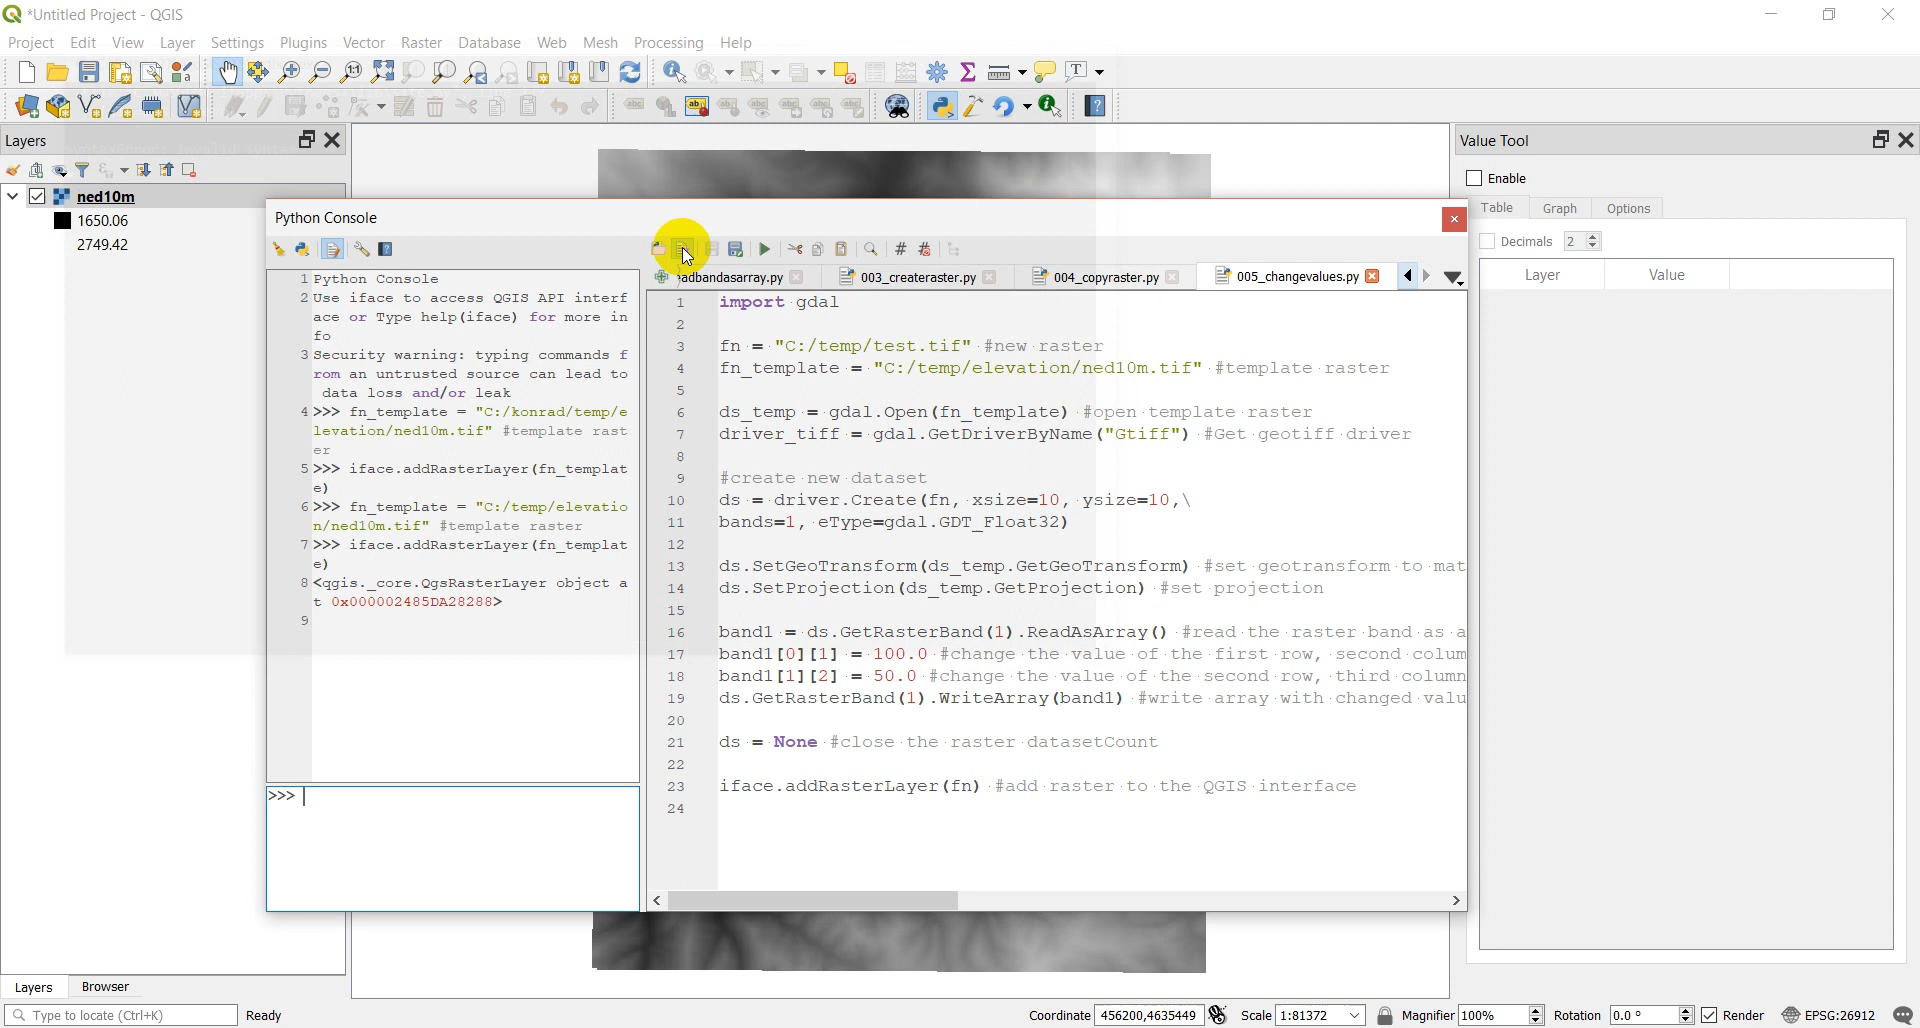 *Untitled Project - QGIS
Project Edit View Layer Settings Plugins Vector Raster Database Web Mesh Processing Help
Layers
ned10m
1650.06
2749.42
Python Console
1 Python Console
2 Use iface to access QGIS API interf
ace or Type help(iface) for more in
fo
3 Security warning: typing commands f
rom an untrusted source can lead to
data loss and/or leak
4 >>> fn_template = "C:/konrad/temp/e
levation/ned10m.tif" #template rast
er
5 >>> iface.addRasterLayer(fn_templat
e)
6 >>> fn_template = "C:/temp/elevatio
n/ned10m.tif" #template raster
7 >>> iface.addRasterLayer(fn_templat
e)
8 <qgis._core.QgsRasterLayer object a
t 0x000002485DA28288>
9
>>>
adbandasarray.py 003_createraster.py 004_copyraster.py 005_changevalues.py
1 import gdal
2
3 fn = "C:/temp/test.tif" #new raster
4 fn_template = "C:/temp/elevation/ned10m.tif" #template raster
5
6 ds_temp = gdal.Open(fn_template) #open template raster
7 driver_tiff = gdal.GetDriverByName("Gtiff") #Get geotiff driver
8
9 #create new dataset
10 ds = driver.Create(fn, xsize=10, ysize=10,\
11 bands=1, eType=gdal.GDT_Float32)
12
13 ds.SetGeoTransform(ds_temp.GetGeoTransform) #set geotransform to mat
14 ds.SetProjection(ds_temp.GetProjection) #set projection
15
16 band1 = ds.GetRasterBand(1).ReadAsArray() #read the raster band as a
17 band1[0][1] = 100.0 #change the value of the first row, second colum
18 band1[1][2] = 50.0 #change the value of the second row, third column
19 ds.GetRasterBand(1).WriteArray(band1) #write array with changed valu
20
21 ds = None #close the raster datasetCount
22
23 iface.addRasterLayer(fn) #add raster to the QGIS interface
24
Value Tool
Enable
Table Graph Options
Decimals 2
Layer Value
Layers Browser
Type to locate (Ctrl+K) Ready Coordinate 456200,4635449 Scale 1:81372 Magnifier 100% Rotation 0.0 ° Render EPSG:26912